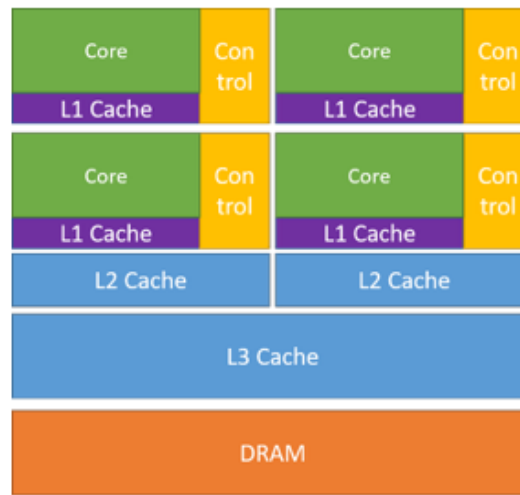 Core
Con
trol
L1 Cache
Core
Con
trol
L1 Cache
Core
Con
trol
L1 Cache
Core
Con
trol
L1 Cache
L2 Cache
L2 Cache
L3 Cache
DRAM